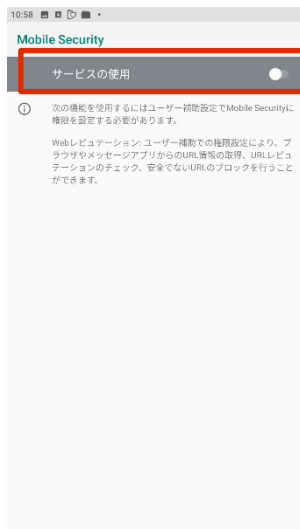 10:58
Mobile Security
サービスの使用
次の機能を使用するにはユーザー補助設定でMobile Securityに
権限を設定する必要があります。
Webレピュテーション: ユーザー補助での権限設定により、ブ
ラウザやメッセージアプリからのURL情報の取得、URLレピュ
テーションのチェック、安全でないURLのブロックを行うこと
ができます。